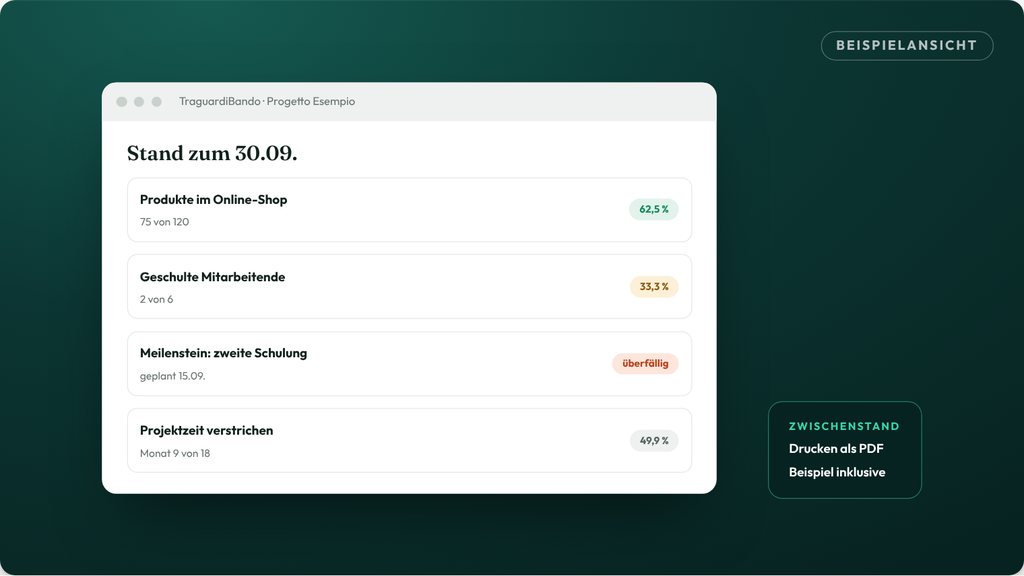 BEISPIELANSICHT
TraguardiBando · Progetto Esempio
Stand zum 30.09.
Produkte im Online-Shop
75 von 120
62,5 %
Geschulte Mitarbeitende
2 von 6
33,3 %
Meilenstein: zweite Schulung
geplant 15.09.
überfällig
Projektzeit verstrichen
Monat 9 von 18
49,9 %
ZWISCHENSTAND
Drucken als PDF
Beispiel inklusive